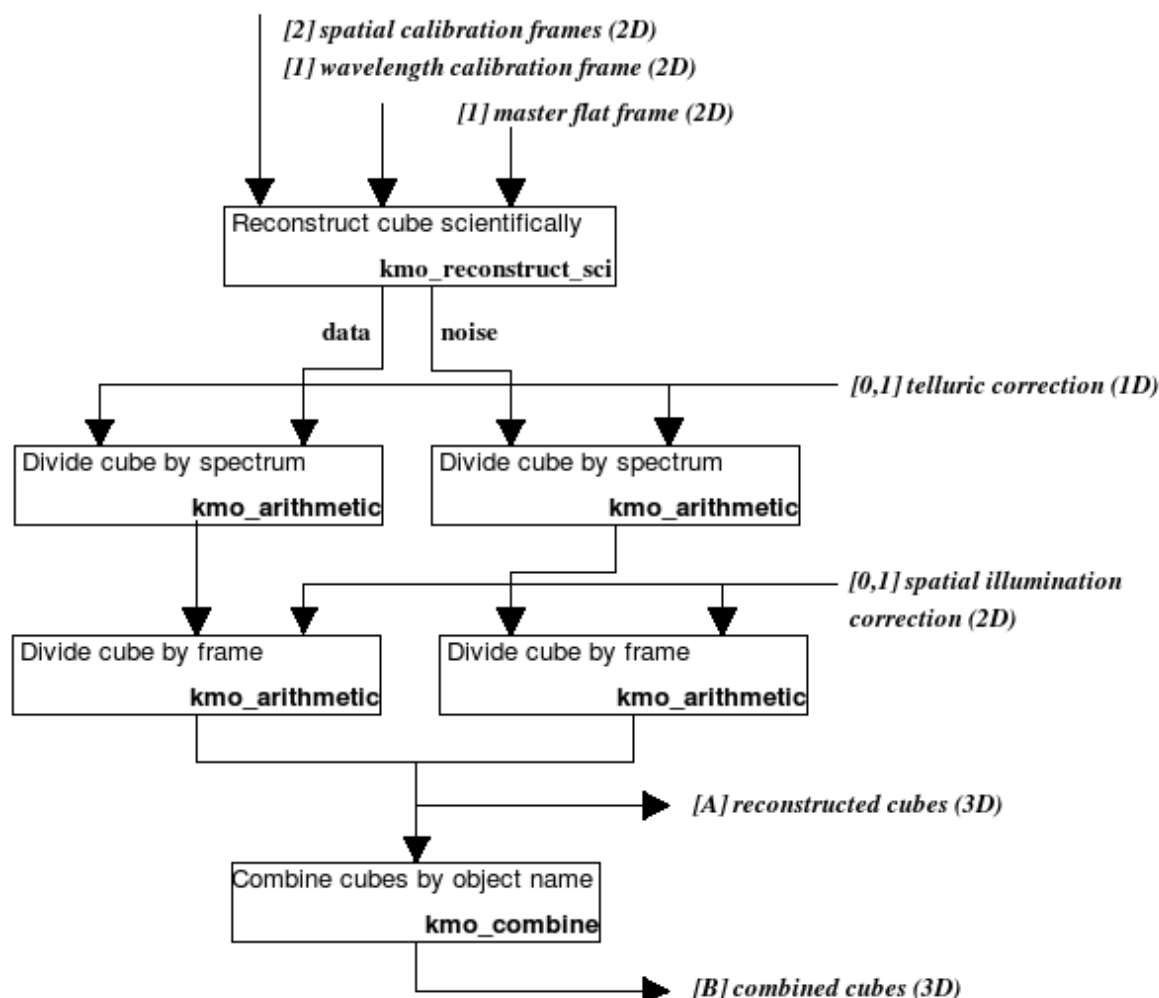 [2] spatial calibration frames (2D)
[1] wavelength calibration frame (2D)
[1] master flat frame (2D)
Reconstruct cube scientifically
kmo_reconstruct_sci
data
noise
[0,1] telluric correction (1D)
Divide cube by spectrum
kmo_arithmetic
Divide cube by spectrum
kmo_arithmetic
[0,1] spatial illumination
correction (2D)
Divide cube by frame
kmo_arithmetic
Divide cube by frame
kmo_arithmetic
[A] reconstructed cubes (3D)
Combine cubes by object name
kmo_combine
[B] combined cubes (3D)